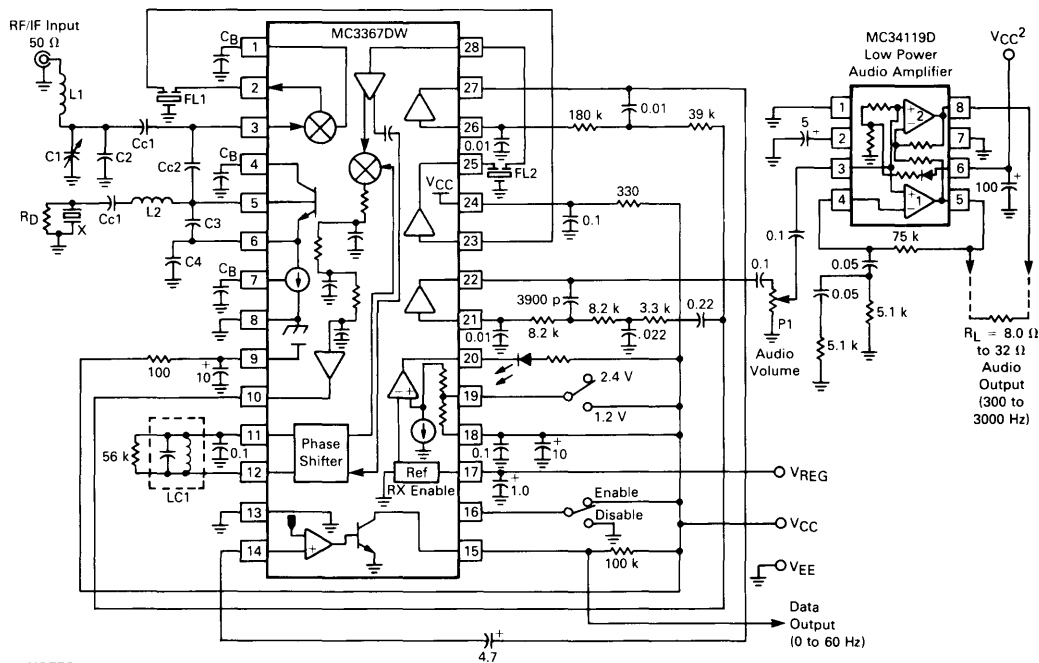 RF/IF Input
50 Ω
L1
C1
C2
Cc1
Cc2
RD
X
Cc1
L2
C3
C4
FL1
MC3367DW
CB
1
2
3
CB
4
5
6
CB
7
8
9
10
11
12
13
14
100
+
10
56 k
LC1
0.1
Phase
Shifter
Ref
RX Enable
VCC
- +
+
28
27
26
25
24
23
22
21
20
19
18
17
16
15
0.01
0.01
180 k
39 k
FL2
330
0.1
3900 p
0.01
8.2 k
8.2 k
3.3 k
.022
0.22
2.4 V
1.2 V
0.1
+
10
+
1.0
Enable
Disable
100 k
4.7
+
0.1
P1
Audio
Volume
0.1
VREG
VCC
VEE
Data
Output
(0 to 60 Hz)
MC34119D
Low Power
Audio Amplifier
VCC2
1
2
3
4
8
7
6
5
5
+
+
-
2
+
-
1
100
+
75 k
0.05
0.05
5.1 k
5.1 k
RL = 8.0 Ω
to 32 Ω
Audio
Output
(300 to
3000 Hz)